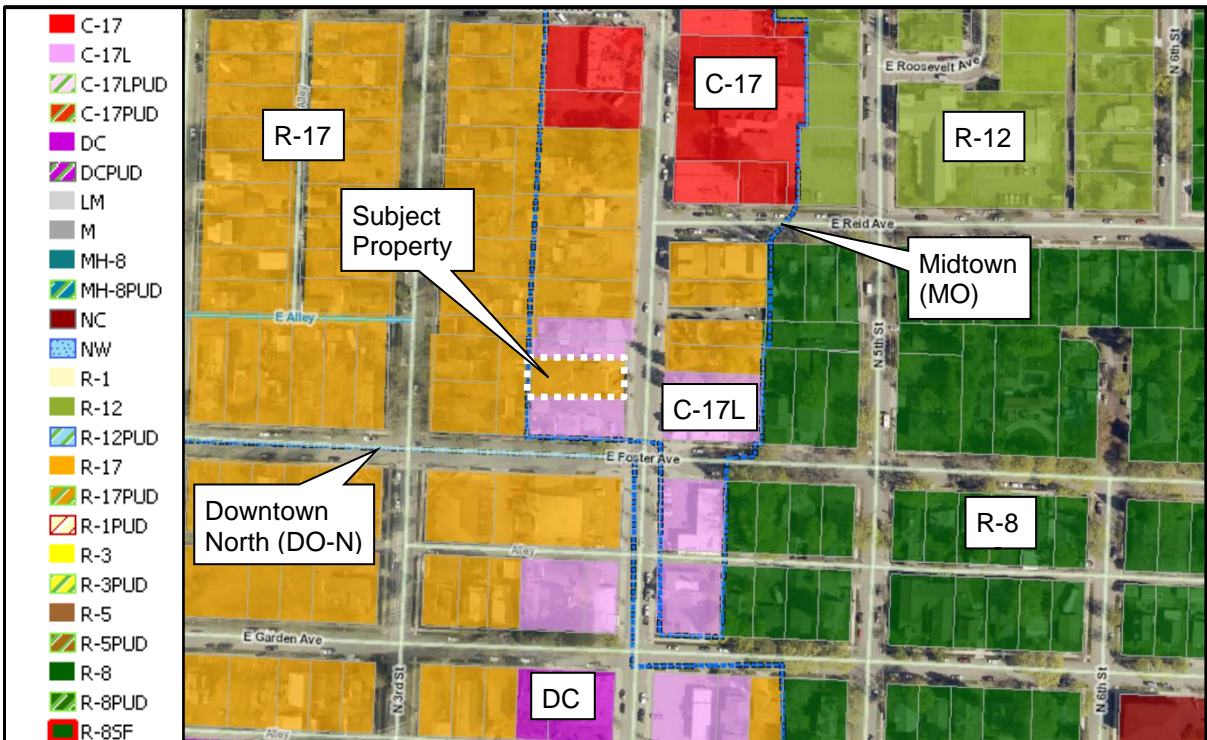 C-17
C-17L
C-17LPUD
C-17PUD
DC
DCPUD
LM
M
MH-8
MH-8PUD
NC
NW
R-1
R-12
R-12PUD
R-17
R-17PUD
R-1PUD
R-3
R-3PUD
R-5
R-5PUD
R-8
R-8PUD
R-8SF
E Roosevelt Ave
N 6th St
C-17
R-17
Alley
R-12
Subject
Property
E Reid Ave
Midtown
(MO)
E Alley
N 5th St
C-17L
E Foster Ave
Downtown
North (DO-N)
R-8
Alley
E Garden Ave
N 3rd St
DC
N 6th St
Alley